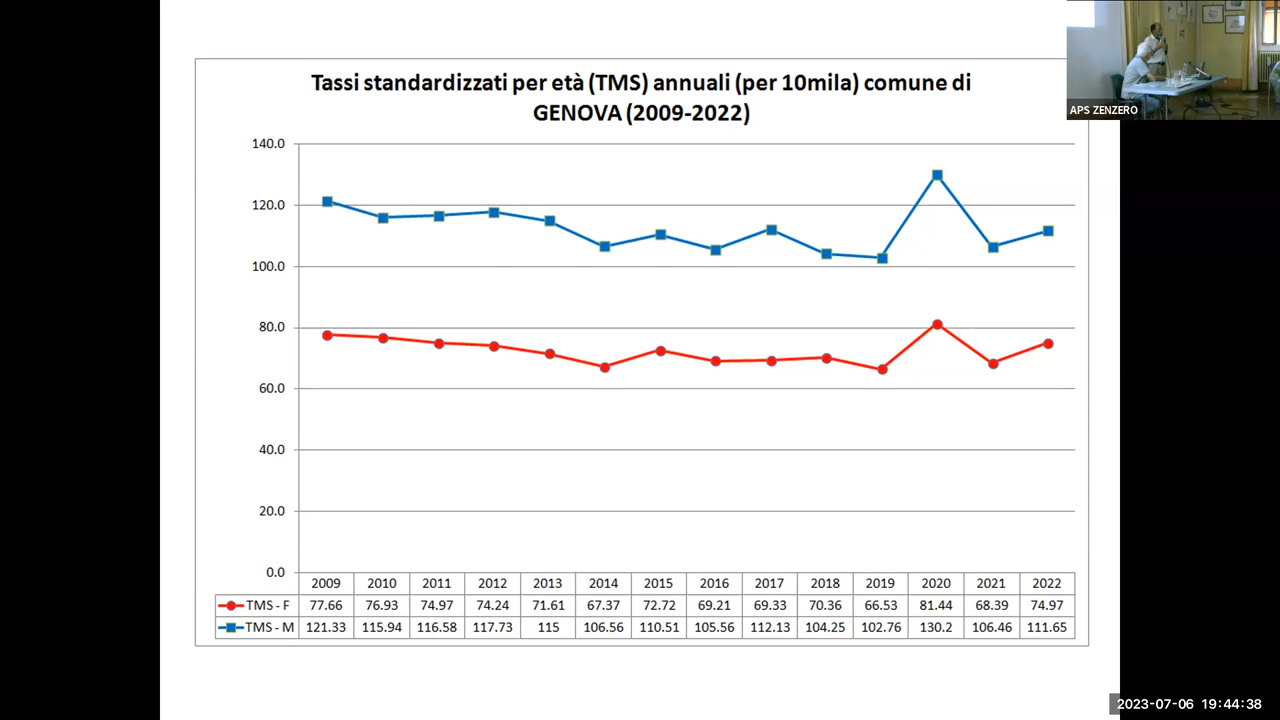 Tassi standardizzati per età (TMS) annuali (per 10mila) comune di
GENOVA (2009-2022)
APS ZENZERO
140.0
120.0
100.0
80.0
60.0
40.0
20.0
0.0
2009 2010 2011 2012 2013 2014 2015 2016 2017 2018 2019 2020 2021 2022
TMS - F 77.66 76.93 74.97 74.24 71.61 67.37 72.72 69.21 69.33 70.36 66.53 81.44 68.39 74.97
TMS - M 121.33 115.94 116.58 117.73 115 106.56 110.51 105.56 112.13 104.25 102.76 130.2 106.46 111.65
2023-07-06 19:44:38